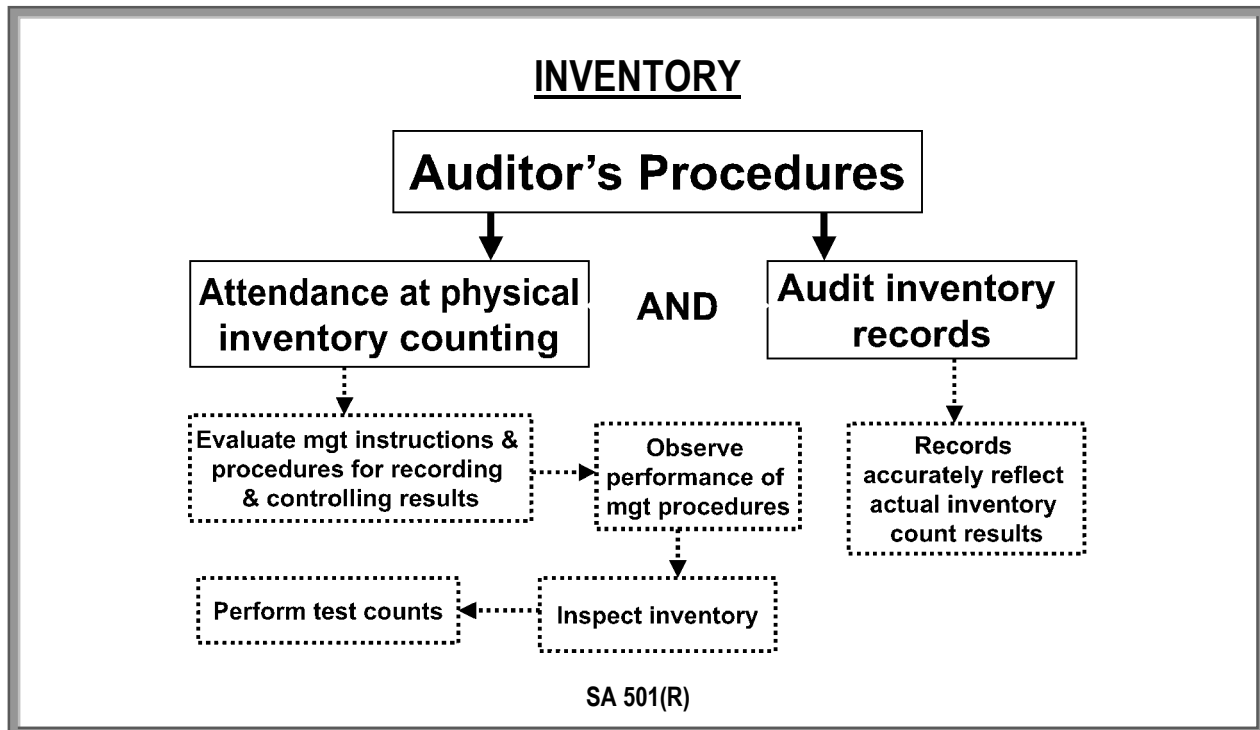 INVENTORY
Auditor's Procedures
Attendance at physical
inventory counting
AND
Audit inventory
records
Evaluate mgt instructions &
procedures for recording
& controlling results
Observe
performance of
mgt procedures
Records
accurately reflect
actual inventory
count results
Perform test counts
Inspect inventory
SA 501(R)